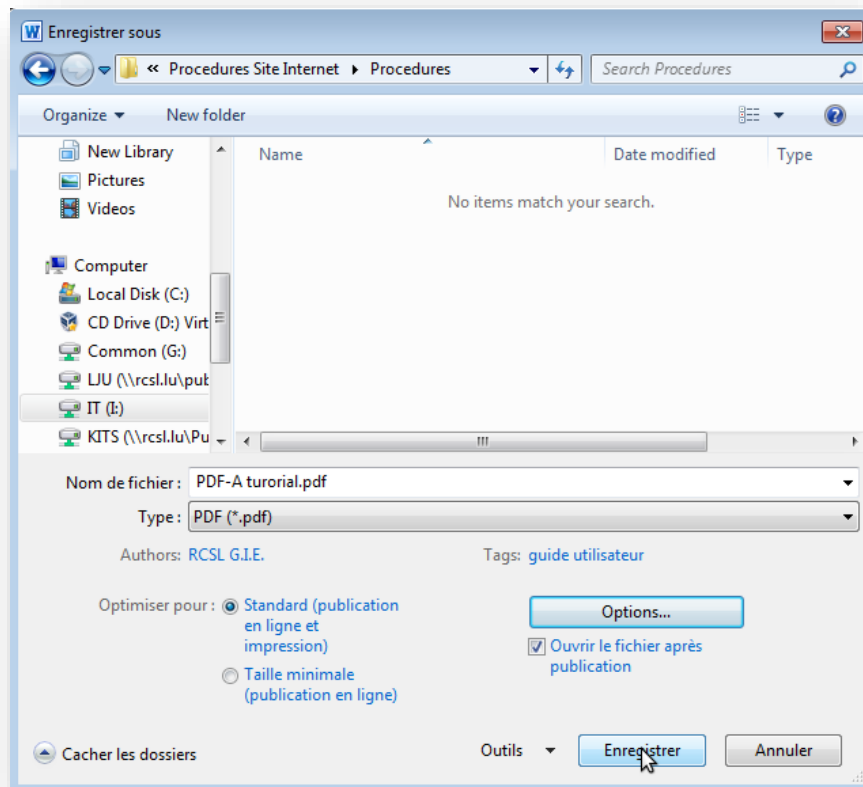 Enregistrer sous
« Procedures Site Internet Procedures
Search Procedures
Organize New folder
New Library
Pictures
Videos
Computer
Local Disk (C:)
CD Drive (D:) Virt
Common (G:)
LJU (\\rcsl.lu\pub
IT (I:)
KITS (\\rcsl.lu\Pu
Name Date modified Type
No items match your search.
Nom de fichier : PDF-A turorial.pdf
Type : PDF (*.pdf)
Authors: RCSL G.I.E. Tags: guide utilisateur
Optimiser pour : Standard (publication
en ligne et
impression)
Taille minimale
(publication en ligne)
Options...
Ouvrir le fichier après
publication
Cacher les dossiers
Outils Enregistrer Annuler